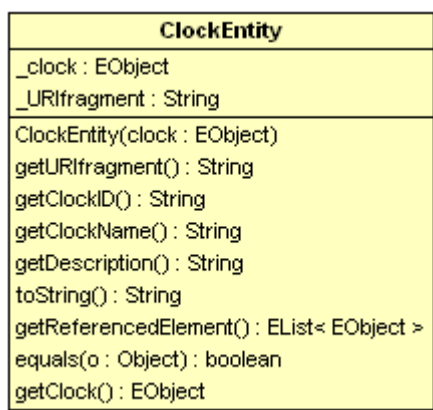 ClockEntity
_clock : EObject
_URIfragment : String
ClockEntity(clock : EObject)
getURIfragment() : String
getClockID() : String
getClockName() : String
getDescription() : String
toString() : String
getReferencedElement() : EList< EObject >
equals(o : Object) : boolean
getClock() : EObject